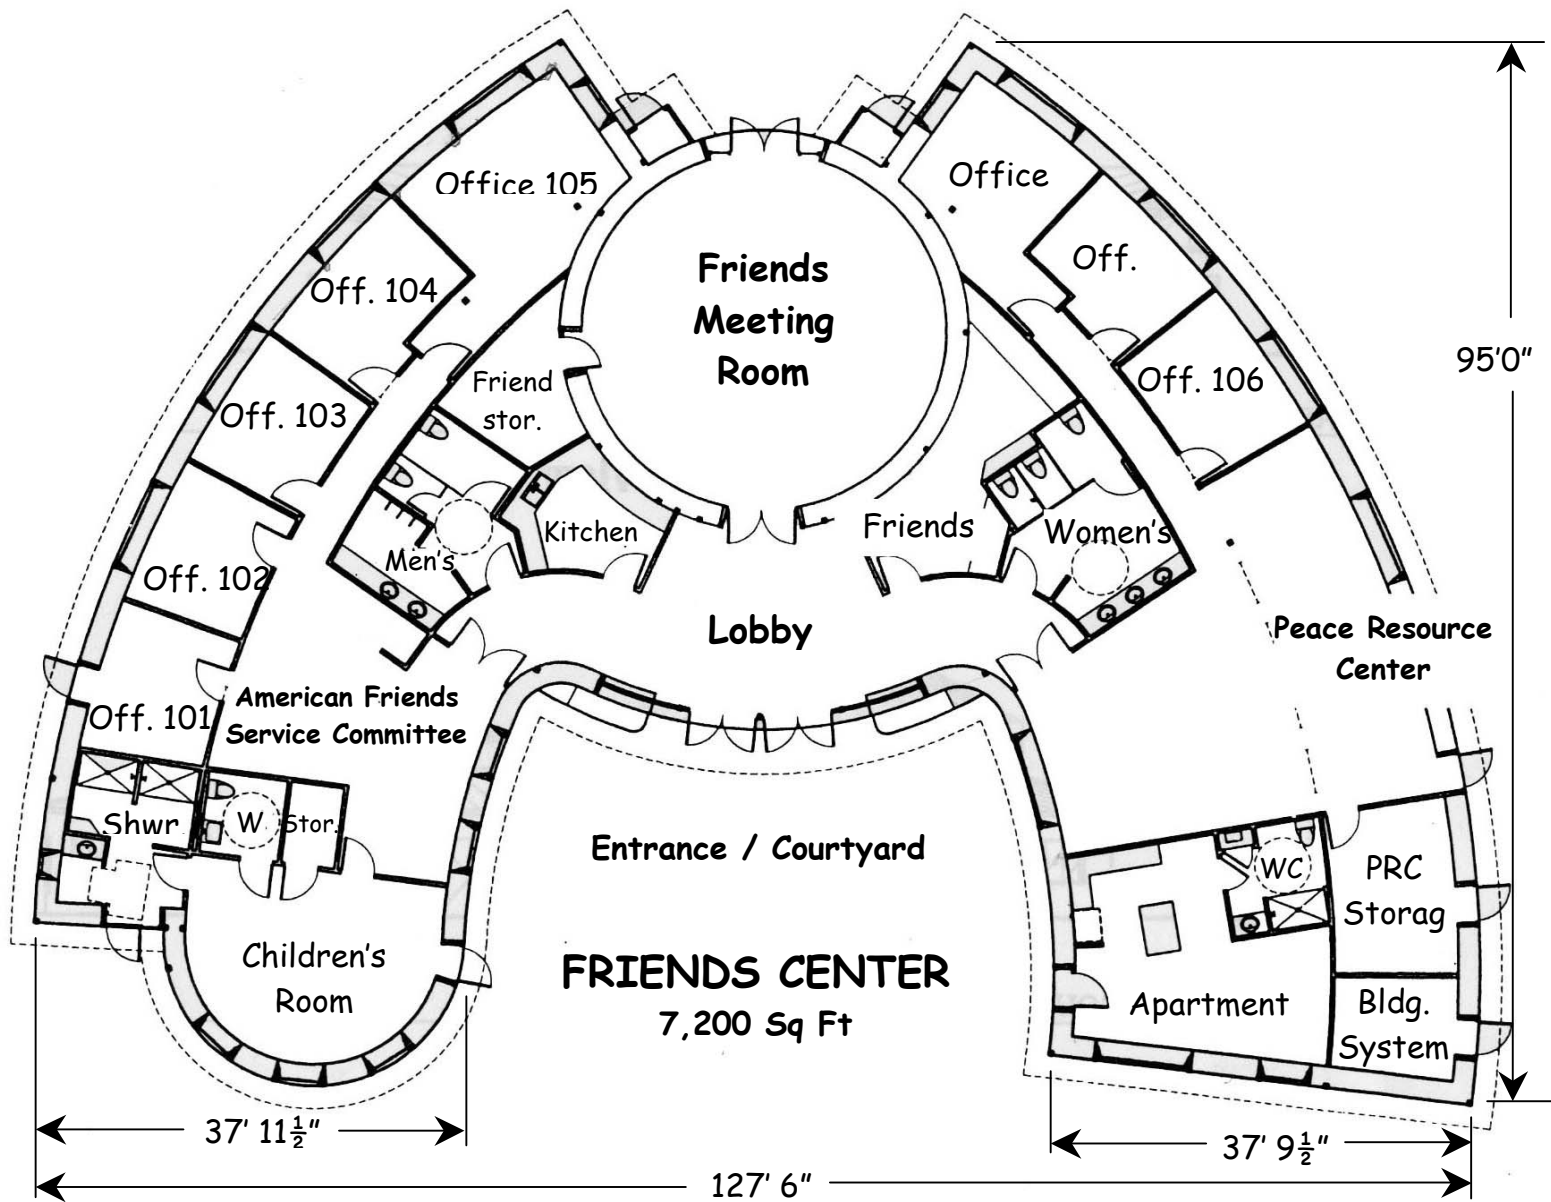 Office 105
Office
Off.
Off. 104
Friends
Meeting
Room
95'0"
Off. 103
Friend
stor.
Off. 106
Kitchen
Friends
Women's
Men's
Off. 102
Lobby
Peace Resource
Center
American Friends
Service Committee
Off. 101
Shwr
W
Stor.
Entrance / Courtyard
WC
PRC
Storag
Children's
Room
FRIENDS CENTER
7,200 Sq Ft
Apartment
Bldg.
System
37' 11½"
37' 9½"
127' 6"